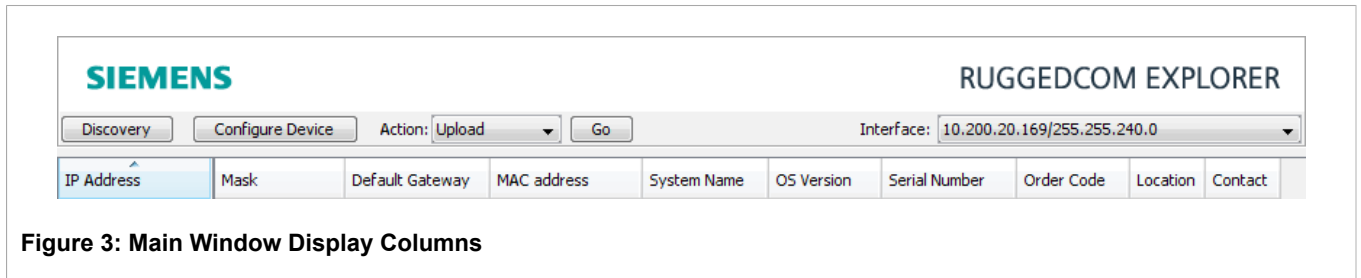 SIEMENS RUGGEDCOM EXPLORER
Discovery Configure Device Action: Upload Go Interface: 10.200.20.169/255.255.240.0
IP Address Mask Default Gateway MAC address System Name OS Version Serial Number Order Code Location Contact
Figure 3: Main Window Display Columns